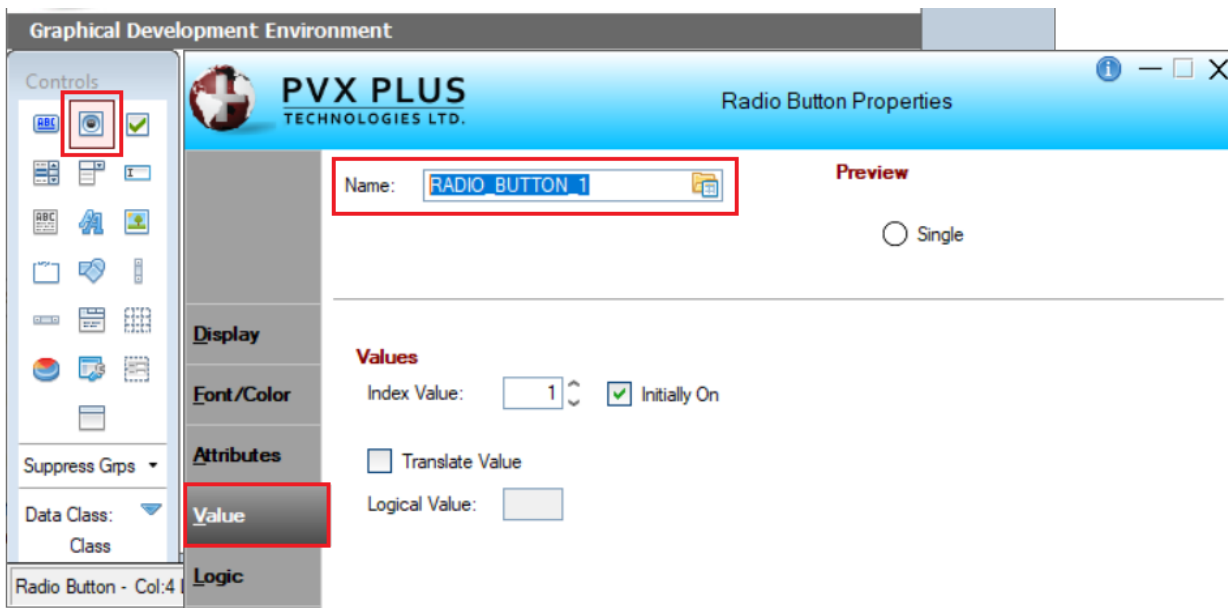 Graphical Development Environment
Controls
PVX PLUS
TECHNOLOGIES LTD.
Radio Button Properties
Name: RADIO_BUTTON_1
Preview
Single
Display
Font/Color
Attributes
Value
Logic
Values
Index Value: 1 Initially On
Translate Value
Logical Value:
Suppress Grps
Data Class:
Class
Radio Button - Col:4